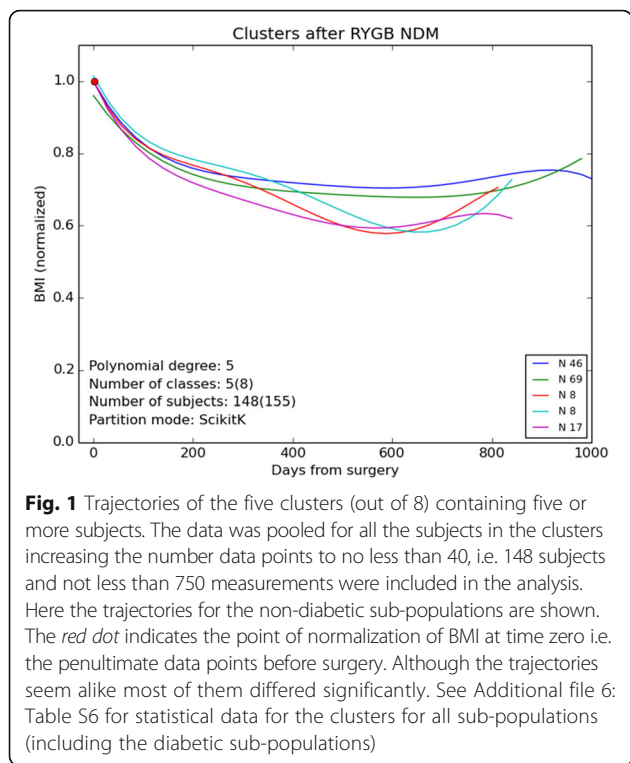 Clusters after RYGB NDM
1.0
0.8
0.6
0.4
0.2
0.0
BMI (normalized)
Polynomial degree: 5
Number of classes: 5(8)
Number of subjects: 148(155)
Partition mode: ScikitK
N 46
N 69
N 8
N 8
N 17
0
200
400
600
800
1000
Days from surgery
Fig. 1 Trajectories of the five clusters (out of 8) containing five or
more subjects. The data was pooled for all the subjects in the clusters
increasing the number data points to no less than 40, i.e. 148 subjects
and not less than 750 measurements were included in the analysis.
Here the trajectories for the non-diabetic sub-populations are shown.
The red dot indicates the point of normalization of BMI at time zero i.e.
the penultimate data points before surgery. Although the trajectories
seem alike most of them differed significantly. See Additional file 6:
Table S6 for statistical data for the clusters for all sub-populations
(including the diabetic sub-populations)